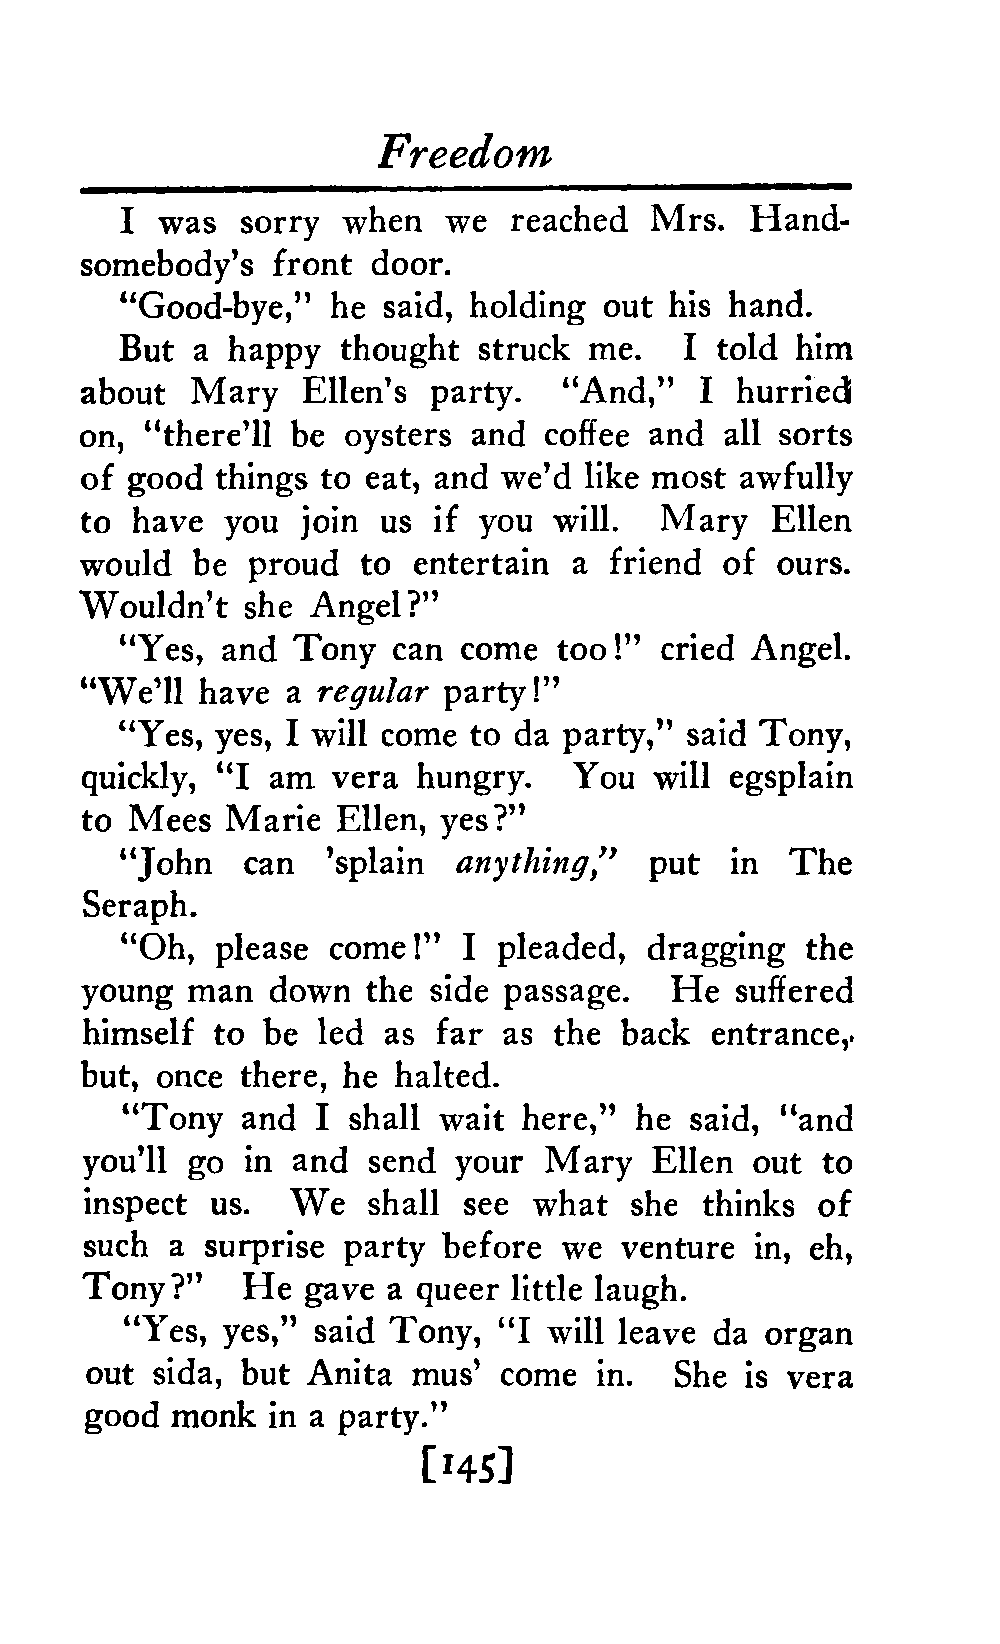 Freedom
I was sorry when we reached Mrs. Hand-
somebody's front door.
"Good-bye," he said, holding out his hand.
But a happy thought struck me. I told him
about Mary Ellen's party. "And," I hurried
on, "there'll be oysters and coffee and all sorts
of good things to eat, and we'd like most awfully
to have you join us if you will. Mary Ellen
would be proud to entertain a friend of ours.
Wouldn't she Angel?"
"Yes, and Tony can come too!" cried Angel.
"We'll have a regular party!"
"Yes, yes, I will come to da party," said Tony,
quickly, "I am vera hungry. You will egsplain
to Mees Marie Ellen, yes?"
"John can 'splain anything," put in The
Seraph.
"Oh, please come!" I pleaded, dragging the
young man down the side passage. He suffered
himself to be led as far as the back entrance,
but, once there, he halted.
"Tony and I shall wait here," he said, "and
you'll go in and send your Mary Ellen out to
inspect us. We shall see what she thinks of
such a surprise party before we venture in, eh,
Tony?" He gave a queer little laugh.
"Yes, yes," said Tony, "I will leave da organ
out sida, but Anita mus' come in. She is vera
good monk in a party."
[145]